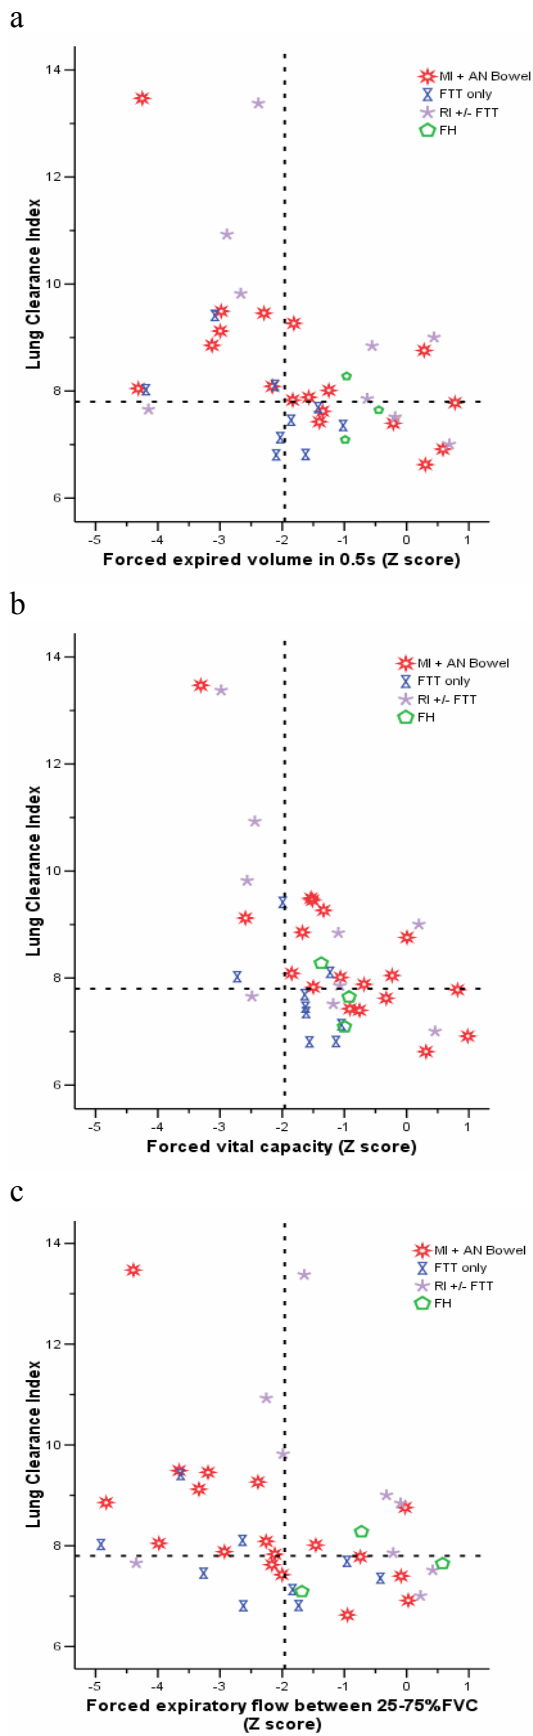 a
14
12
10
8
6
Lung Clearance Index
MI + AN Bowel
FTT only
RI +/- FTT
FH
-5 -4 -3 -2 -1 0 1
Forced expired volume in 0.5s (Z score)
b
14
12
10
8
6
Lung Clearance Index
MI + AN Bowel
FTT only
RI +/- FTT
FH
-5 -4 -3 -2 -1 0 1
Forced vital capacity (Z score)
c
14
12
10
8
6
Lung Clearance Index
MI + AN Bowel
FTT only
RI +/- FTT
FH
-5 -4 -3 -2 -1 0 1
Forced expiratory flow between 25-75%FVC
(Z score)